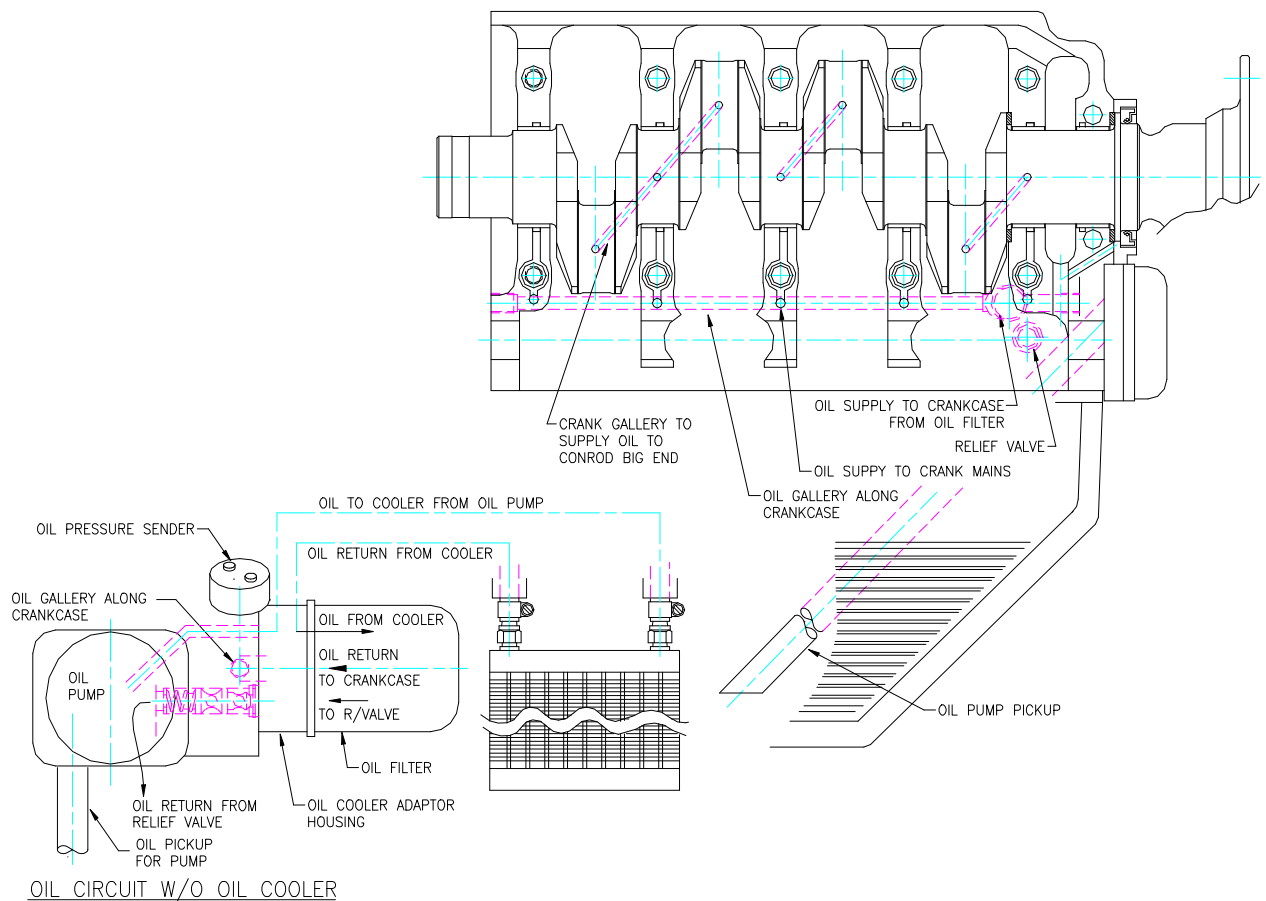 OIL SUPPLY TO CRANKCASE
FROM OIL FILTER
RELIEF VALVE
CRANK GALLERY TO
SUPPLY OIL TO
CONROD BIG END
OIL SUPPY TO CRANK MAINS
OIL GALLERY ALONG
CRANKCASE
OIL TO COOLER FROM OIL PUMP
OIL PRESSURE SENDER
OIL RETURN FROM COOLER
OIL GALLERY ALONG
CRANKCASE
OIL FROM COOLER
OIL RETURN
TO CRANKCASE
OIL
PUMP
TO R/VALVE
OIL PUMP PICKUP
OIL FILTER
OIL RETURN FROM
RELIEF VALVE
OIL COOLER ADAPTOR
HOUSING
OIL PICKUP
FOR PUMP
OIL CIRCUIT W/O OIL COOLER